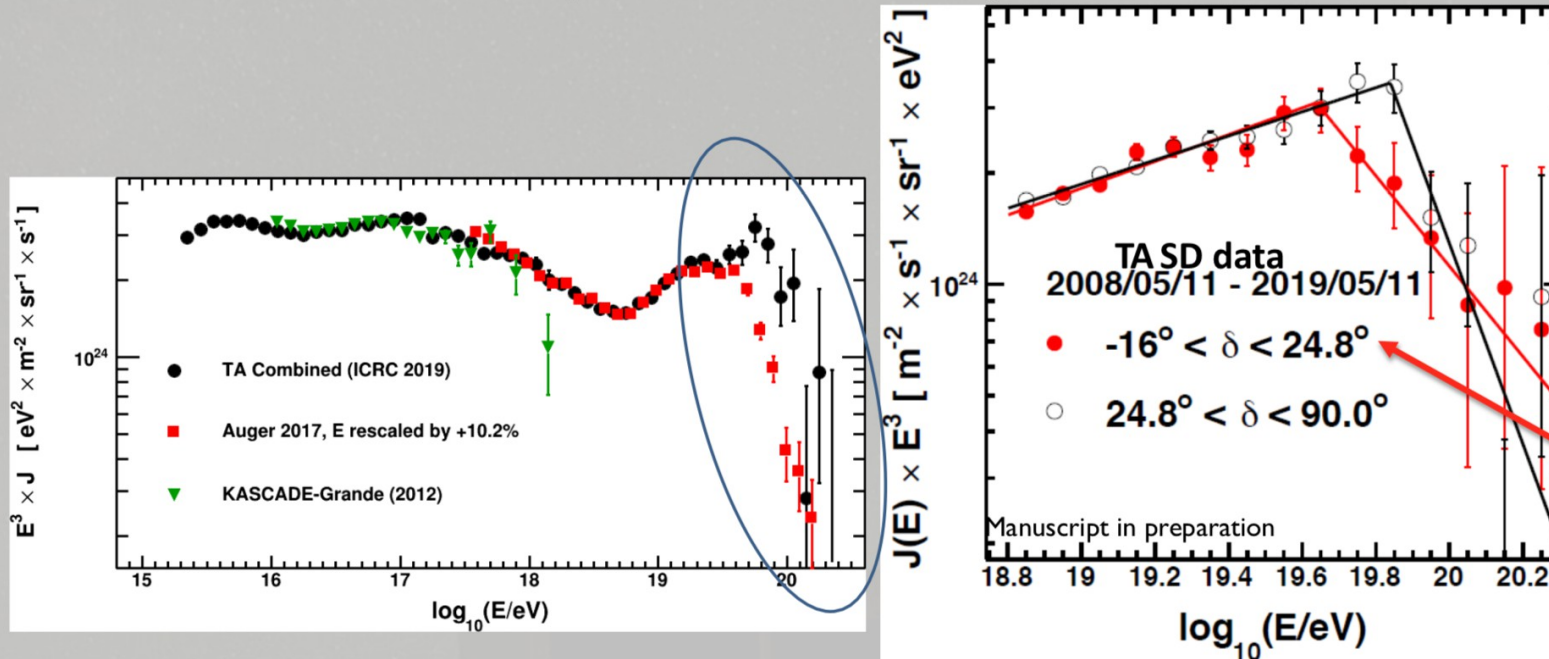 E³ × J [ eV² × m⁻² × sr⁻¹ × s⁻¹ ]
10²⁴
TA Combined (ICRC 2019)
Auger 2017, E rescaled by +10.2%
KASCADE-Grande (2012)
15 16 17 18 19 20
log₁₀(E/eV)
J(E) × E³ [ m⁻² × s⁻¹ × sr⁻¹ × eV² ]
10²⁴
TA SD data
2008/05/11 - 2019/05/11
-16° < δ < 24.8°
24.8° < δ < 90.0°
Manuscript in preparation
18.8 19 19.2 19.4 19.6 19.8 20 20.2
log₁₀(E/eV)